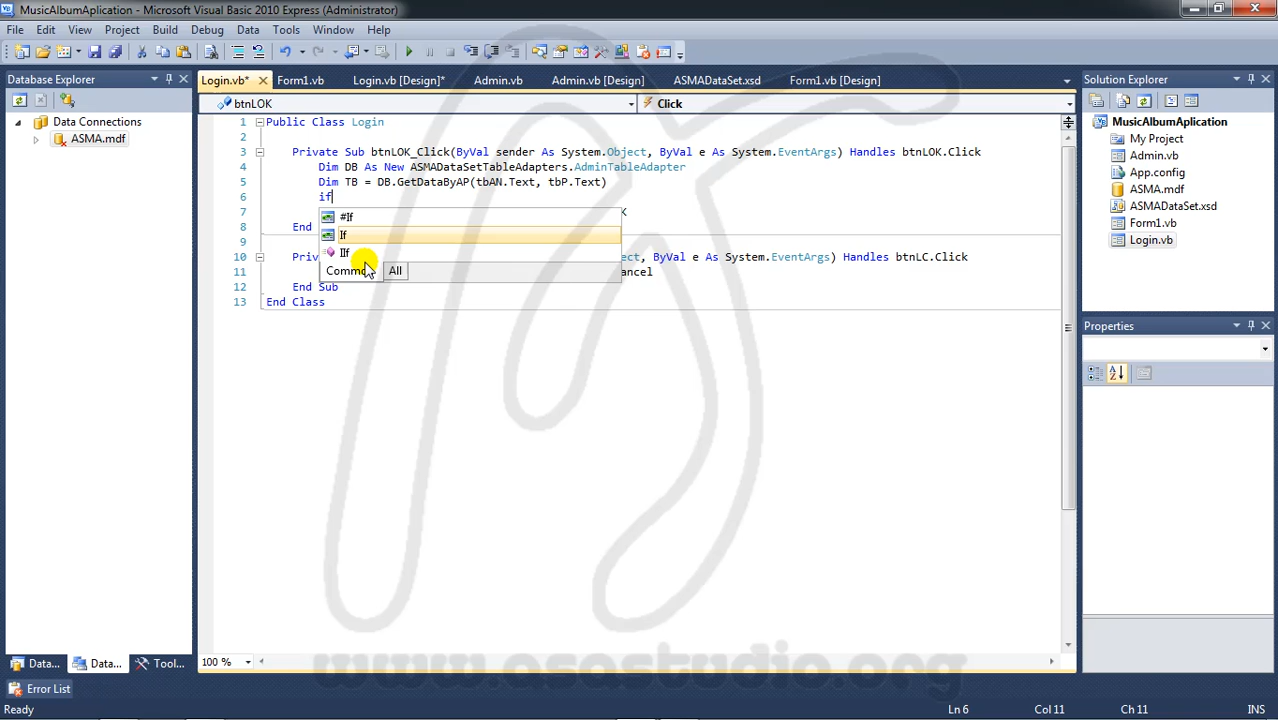 MusicAlbumAplication - Microsoft Visual Basic 2010 Express (Administrator)
File Edit View Project Build Debug Data Tools Window Help
Database Explorer
Data Connections
ASMA.mdf
Login.vb* Form1.vb Login.vb [Design]* Admin.vb Admin.vb [Design] ASMADataSet.xsd Form1.vb [Design]
btnLOK Click
1 Public Class Login
2
3 Private Sub btnLOK_Click(ByVal sender As System.Object, ByVal e As System.EventArgs) Handles btnLOK.Click
4 Dim DB As New ASMADataSetTableAdapters.AdminTableAdapter
5 Dim TB = DB.GetDataByAP(tbAN.Text, tbP.Text)
6 if
#If
7 K
If
8 End
9
IIf
10 Pri ect, ByVal e As System.EventArgs) Handles btnLC.Click
Commo All
11 ancel
12 End Sub
13 End Class
100 %
Data... Data... Tool...
Error List
Solution Explorer
MusicAlbumAplication
My Project
Admin.vb
App.config
ASMA.mdf
ASMADataSet.xsd
Form1.vb
Login.vb
Properties
www.asastudio.org
Ready Ln 6 Col 11 Ch 11 INS